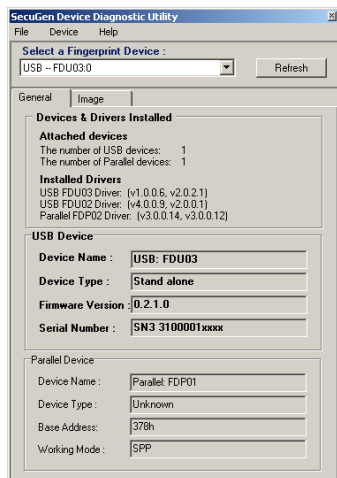 SecuGen Device Diagnostic Utility
File Device Help
Select a Fingerprint Device :
USB -- FDU03:0
Refresh
General Image
Devices & Drivers Installed
Attached devices
The number of USB devices: 1
The number of Parallel devices: 1
Installed Drivers
USB FDU03 Driver: (v1.0.0.6, v2.0.2.1)
USB FDU02 Driver: (v4.0.0.9, v2.0.0.1)
Parallel FDP02 Driver: (v3.0.0.14, v3.0.0.12)
USB Device
Device Name : USB: FDU03
Device Type : Stand alone
Firmware Version : 0.2.1.0
Serial Number : SN3 3100001xxxx
Parallel Device
Device Name : Parallel: FDP01
Device Type : Unknown
Base Address: 378h
Working Mode : SPP